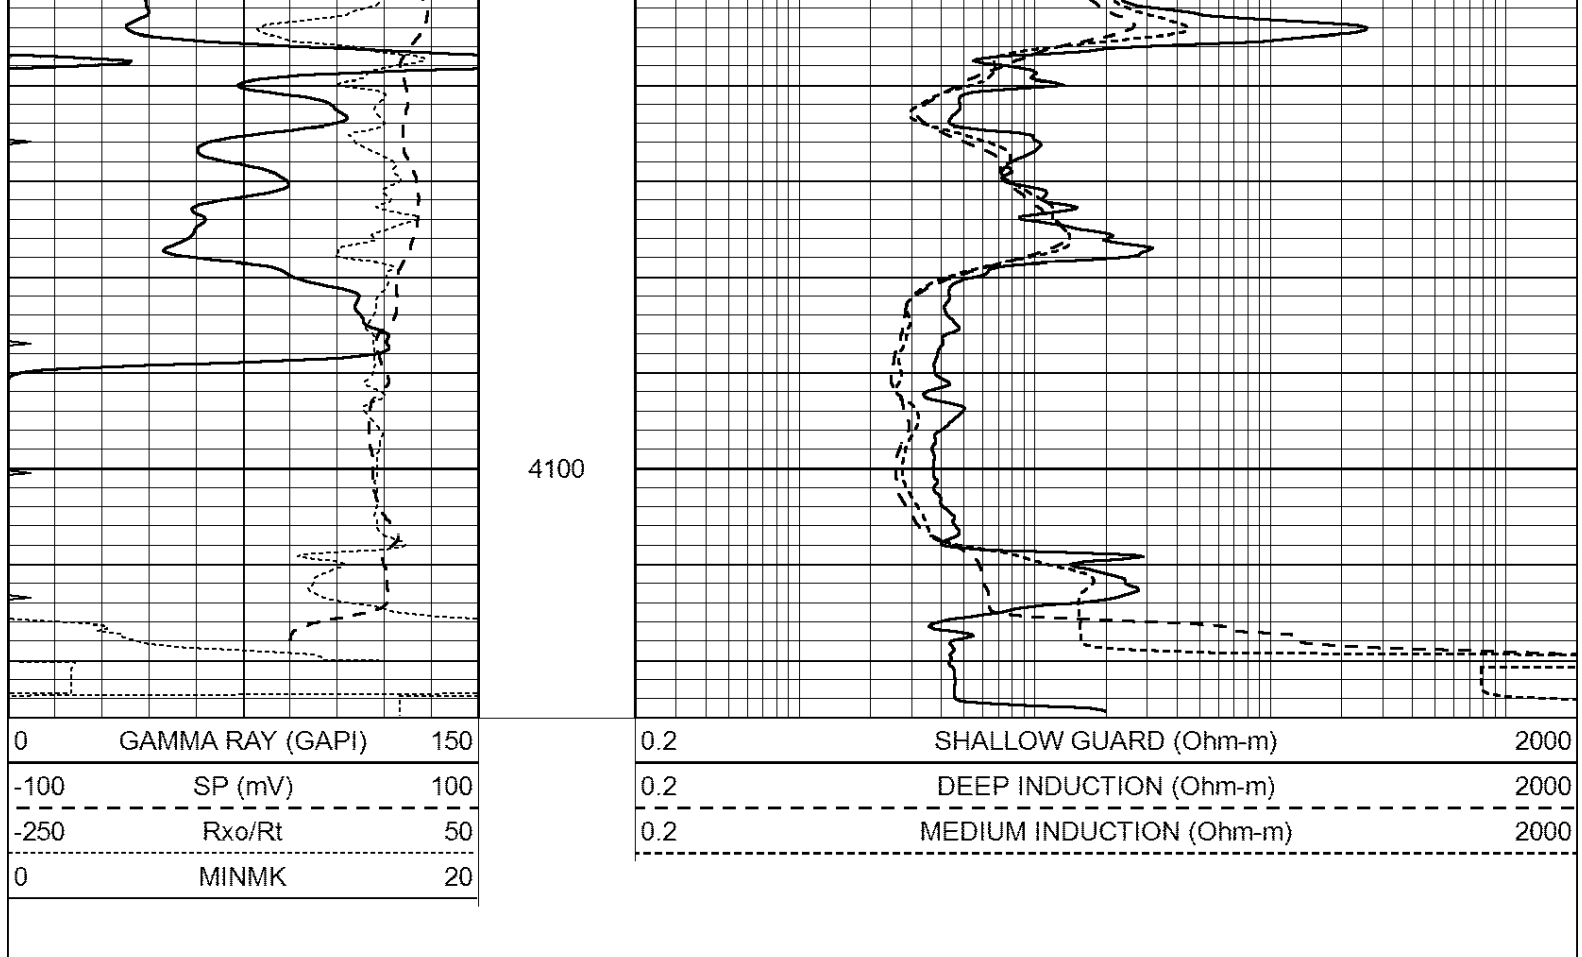 4100
0 GAMMA RAY (GAPI) 150
0.2 SHALLOW GUARD (Ohm-m) 2000
-100 SP (mV) 100
0.2 DEEP INDUCTION (Ohm-m) 2000
-250 Rxo/Rt 50
0.2 MEDIUM INDUCTION (Ohm-m) 2000
0 MINMK 20